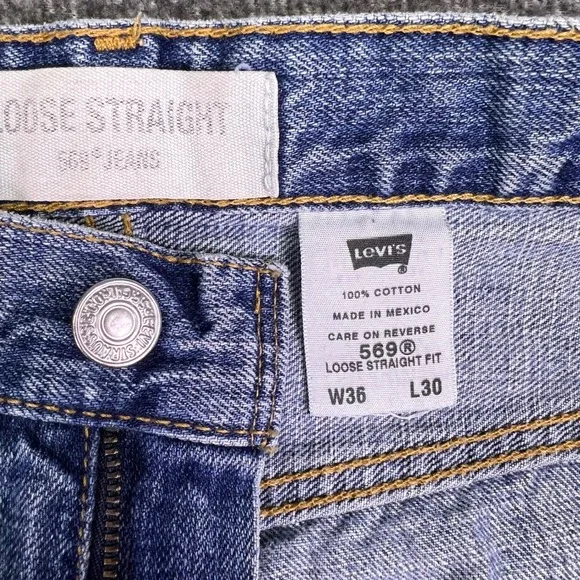 LOOSE STRAIGHT
569® JEANS
Levi's
®
100% COTTON
MADE IN MEXICO
CARE ON REVERSE
569®
LOOSE STRAIGHT FIT
W36 L30